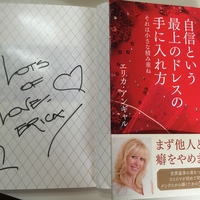 LOTS
OF
LOVE.
ERICA
自信という
最上のドレスの
手に入れ方
それは小さな積み重ね
エリカ アンギャル
まず他人と
癖をやめま